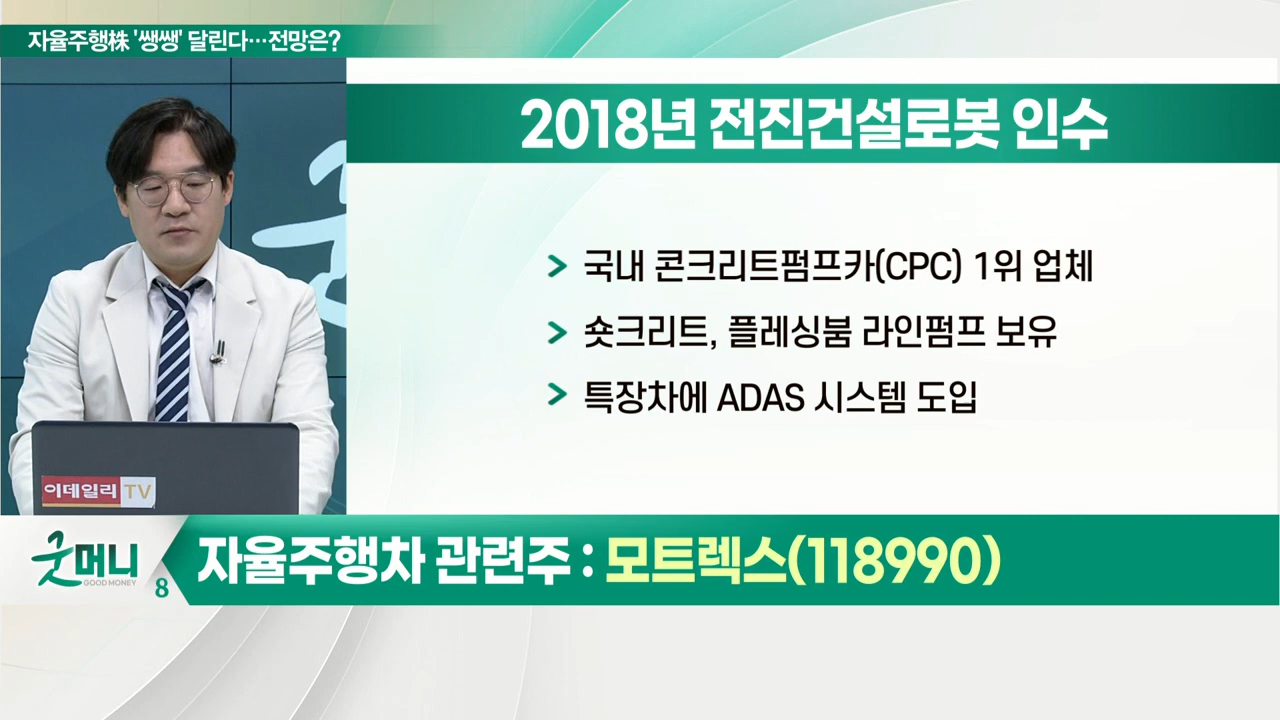 자율주행株 '쌩쌩' 달린다…전망은?
2018년 전진건설로봇 인수
국내 콘크리트펌프카(CPC) 1위 업체
숏크리트, 플레싱붐 라인펌프 보유
특장차에 ADAS 시스템 도입
이데일리 TV
굿머니
GOOD MONEY
8
자율주행차 관련주 : 모트렉스(118990)